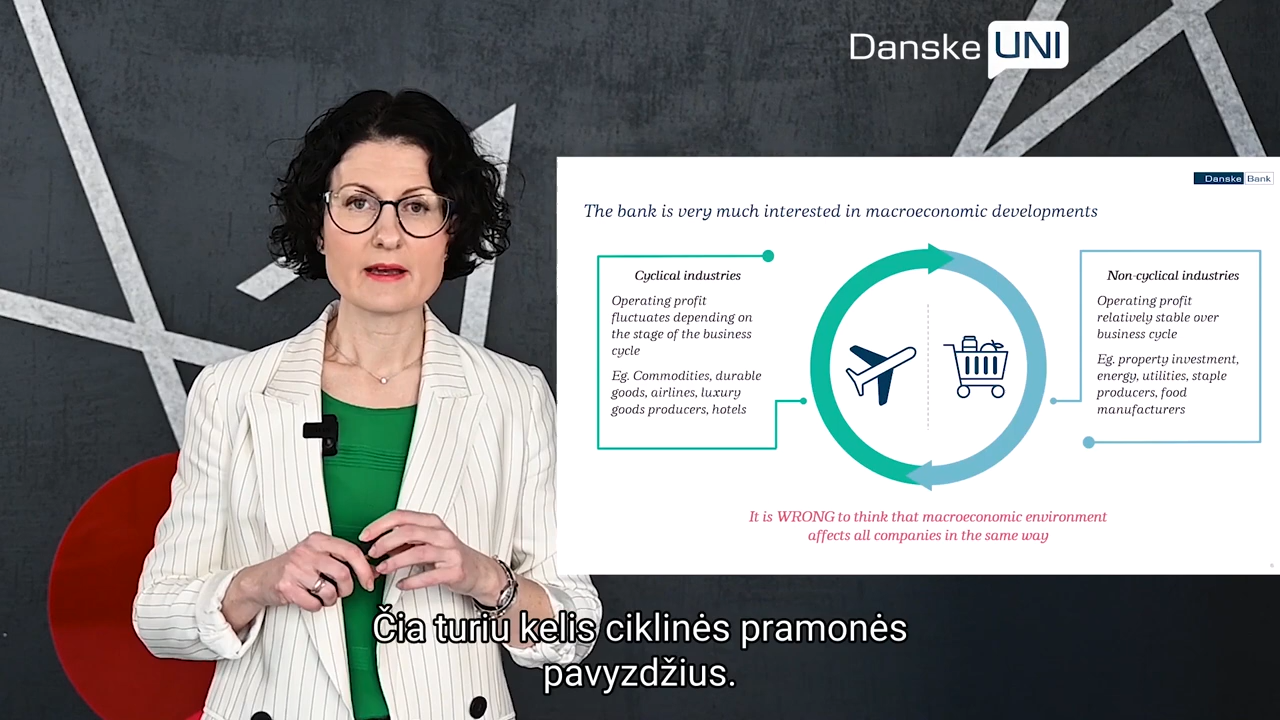 Danske UNI
Danske Bank
The bank is very much interested in macroeconomic developments
Cyclical industries
Operating profit
fluctuates depending on
the stage of the business
cycle
Eg. Commodities, durable
goods, airlines, luxury
goods producers, hotels
Non-cyclical industries
Operating profit
relatively stable over
business cycle
Eg. property investment,
energy, utilities, staple
producers, food
manufacturers
It is WRONG to think that macroeconomic environment
affects all companies in the same way
Čia turiu kelis ciklinės pramonės
pavyzdžius.